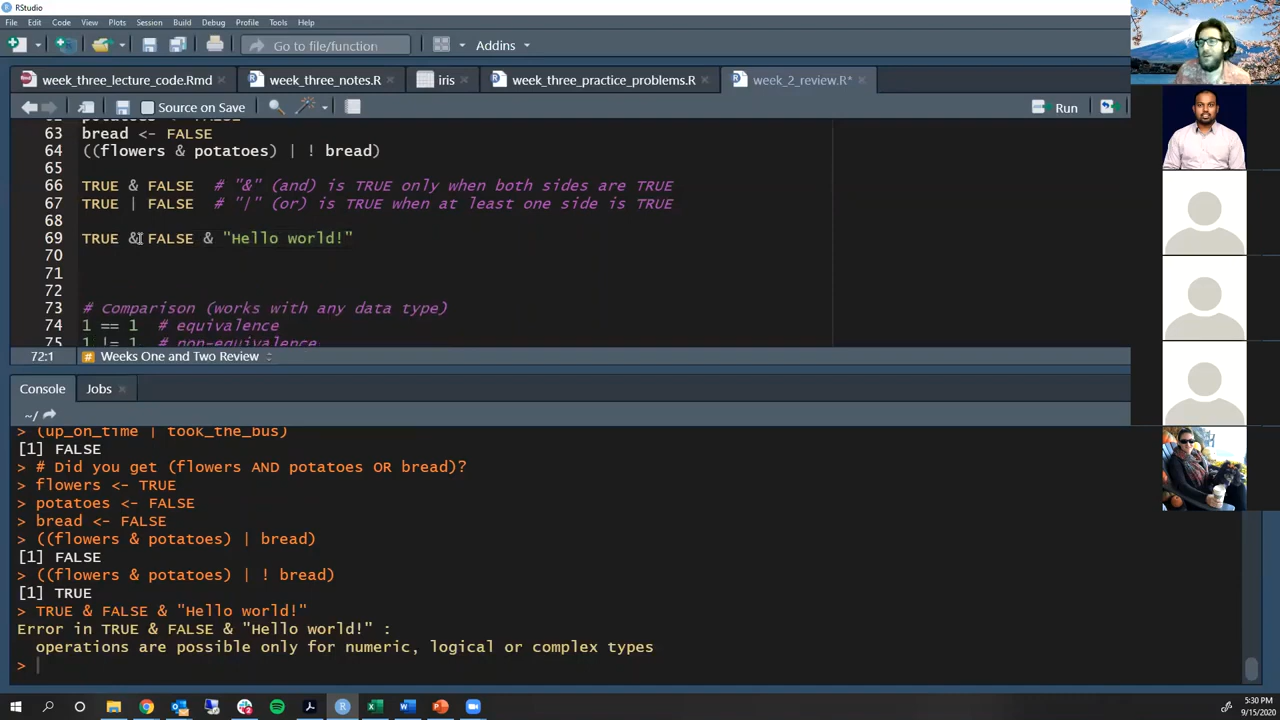 RStudio
File Edit Code View Plots Session Build Debug Profile Tools Help
Go to file/function Addins
week_three_lecture_code.Rmd week_three_notes.R iris week_three_practice_problems.R week_2_review.R*
Source on Save Run
63 bread <- FALSE
64 ((flowers & potatoes) | ! bread)
65
66 TRUE & FALSE # "&" (and) is TRUE only when both sides are TRUE
67 TRUE | FALSE # "|" (or) is TRUE when at least one side is TRUE
68
69 TRUE & FALSE & "Hello world!"
70
71
72
73 # Comparison (works with any data type)
74 1 == 1 # equivalence
75 1 != 1 # non-equivalence
72:1 # Weeks One and Two Review
Console Jobs
~/
> (up_on_time | took_the_bus)
[1] FALSE
> # Did you get (flowers AND potatoes OR bread)?
> flowers <- TRUE
> potatoes <- FALSE
> bread <- FALSE
> ((flowers & potatoes) | bread)
[1] FALSE
> ((flowers & potatoes) | ! bread)
[1] TRUE
> TRUE & FALSE & "Hello world!"
Error in TRUE & FALSE & "Hello world!" :
operations are possible only for numeric, logical or complex types
>
5:30 PM
9/15/2020